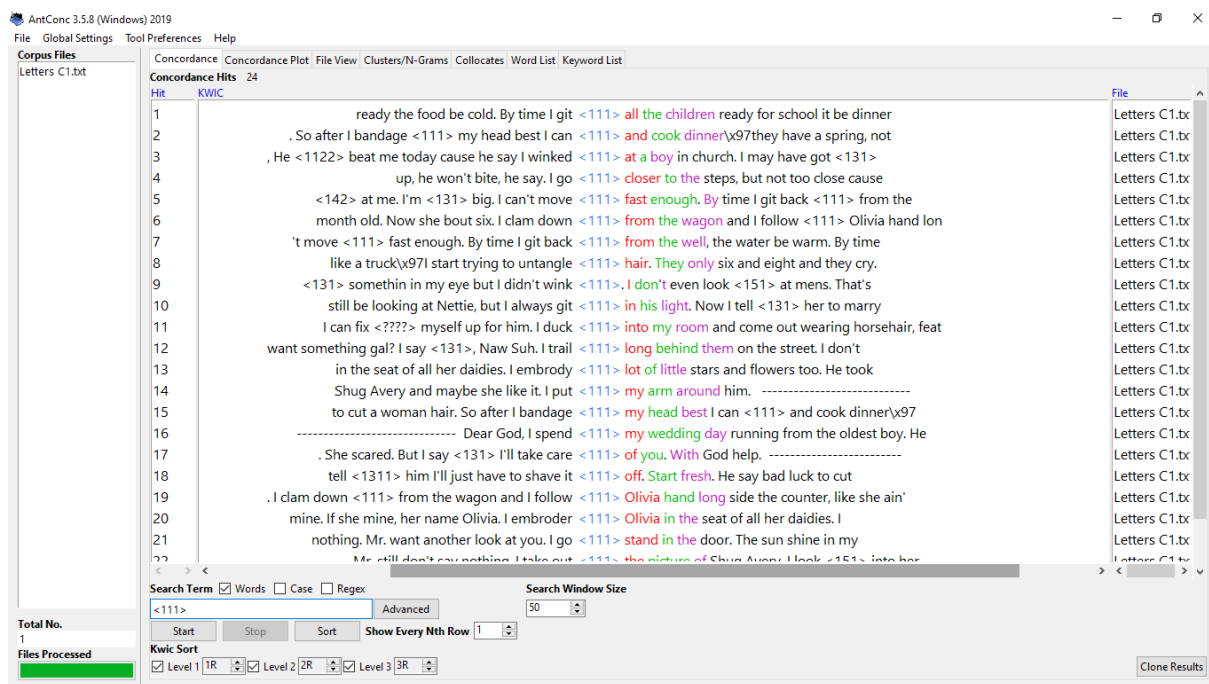 AntConc 3.5.8 (Windows) 2019
File Global Settings Tool Preferences Help
Corpus Files
Letters C1.txt
Concordance Concordance Plot File View Clusters/N-Grams Collocates Word List Keyword List
Concordance Hits 24
Hit KWIC File
1 ready the food be cold. By time I git <111> all the children ready for school it be dinner Letters C1.tx
2 . So after I bandage <111> my head best I can <111> and cook dinner\x97they have a spring, not Letters C1.tx
3 , He <1122> beat me today cause he say I winked <111> at a boy in church. I may have got <131> Letters C1.tx
4 up, he won't bite, he say. I go <111> closer to the steps, but not too close cause Letters C1.tx
5 <142> at me. I'm <131> big. I can't move <111> fast enough. By time I git back <111> from the Letters C1.tx
6 month old. Now she bout six. I clam down <111> from the wagon and I follow <111> Olivia hand lon Letters C1.tx
7 't move <111> fast enough. By time I git back <111> from the well, the water be warm. By time Letters C1.tx
8 like a truck\x97I start trying to untangle <111> hair. They only six and eight and they cry. Letters C1.tx
9 <131> somethin in my eye but I didn't wink <111>. I don't even look <151> at mens. That's Letters C1.tx
10 still be looking at Nettie, but I always git <111> in his light. Now I tell <131> her to marry Letters C1.tx
11 I can fix <????> myself up for him. I duck <111> into my room and come out wearing horsehair, feat Letters C1.tx
12 want something gal? I say <131>, Naw Suh. I trail <111> long behind them on the street. I don't Letters C1.tx
13 in the seat of all her daidies. I embrody <111> lot of little stars and flowers too. He took Letters C1.tx
14 Shug Avery and maybe she like it. I put <111> my arm around him. --------------------------- Letters C1.tx
15 to cut a woman hair. So after I bandage <111> my head best I can <111> and cook dinner\x97 Letters C1.tx
16 ----------------------------- Dear God, I spend <111> my wedding day running from the oldest boy. He Letters C1.tx
17 . She scared. But I say <131> I'll take care <111> of you. With God help. ------------------------ Letters C1.tx
18 tell <1311> him I'll just have to shave it <111> off. Start fresh. He say bad luck to cut Letters C1.tx
19 . I clam down <111> from the wagon and I follow <111> Olivia hand long side the counter, like she ain' Letters C1.tx
20 mine. If she mine, her name Olivia. I embroder <111> Olivia in the seat of all her daidies. I Letters C1.tx
21 nothing. Mr. want another look at you. I go <111> stand in the door. The sun shine in my Letters C1.tx
22 Mr. still don't say nothing. I take out <111> the picture of Shug Avery. I look <151> into her Letters C1.tx
Search Term Words Case Regex Search Window Size
<111> Advanced 50
Total No.
1
Start Stop Sort Show Every Nth Row 1
Files Processed
Kwic Sort
Level 1 1R Level 2 2R Level 3 3R Clone Results